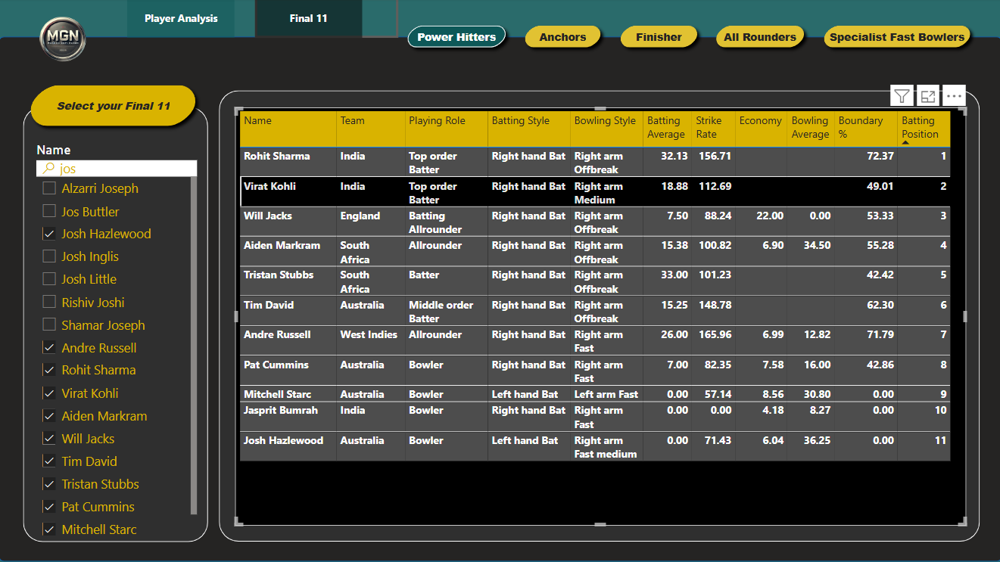 Player Analysis
Final 11
MGN
Power Hitters
Anchors
Finisher
All Rounders
Specialist Fast Bowlers
Select your Final 11
Name
jos
Alzarri Joseph
Jos Buttler
Josh Hazlewood
Josh Inglis
Josh Little
Rishiv Joshi
Shamar Joseph
Andre Russell
Rohit Sharma
Virat Kohli
Aiden Markram
Will Jacks
Tim David
Tristan Stubbs
Pat Cummins
Mitchell Starc
Name Team Playing Role Batting Style Bowling Style Batting Average Strike Rate Economy Bowling Average Boundary % Batting Position
Rohit Sharma India Top order Batter Right hand Bat Right arm Offbreak 32.13 156.71 72.37 1
Virat Kohli India Top order Batter Right hand Bat Right arm Medium 18.88 112.69 49.01 2
Will Jacks England Batting Allrounder Right hand Bat Right arm Offbreak 7.50 88.24 22.00 0.00 53.33 3
Aiden Markram South Africa Allrounder Right hand Bat Right arm Offbreak 15.38 100.82 6.90 34.50 55.28 4
Tristan Stubbs South Africa Batter Right hand Bat Right arm Offbreak 33.00 101.23 42.42 5
Tim David Australia Middle order Batter Right hand Bat Right arm Offbreak 15.25 148.78 62.30 6
Andre Russell West Indies Allrounder Right hand Bat Right arm Fast 26.00 165.96 6.99 12.82 71.79 7
Pat Cummins Australia Bowler Right hand Bat Right arm Fast 7.00 82.35 7.58 16.00 42.86 8
Mitchell Starc Australia Bowler Left hand Bat Left arm Fast 0.00 57.14 8.56 30.80 0.00 9
Jasprit Bumrah India Bowler Right hand Bat Right arm Fast 0.00 0.00 4.18 8.27 0.00 10
Josh Hazlewood Australia Bowler Left hand Bat Right arm Fast medium 0.00 71.43 6.04 36.25 0.00 11